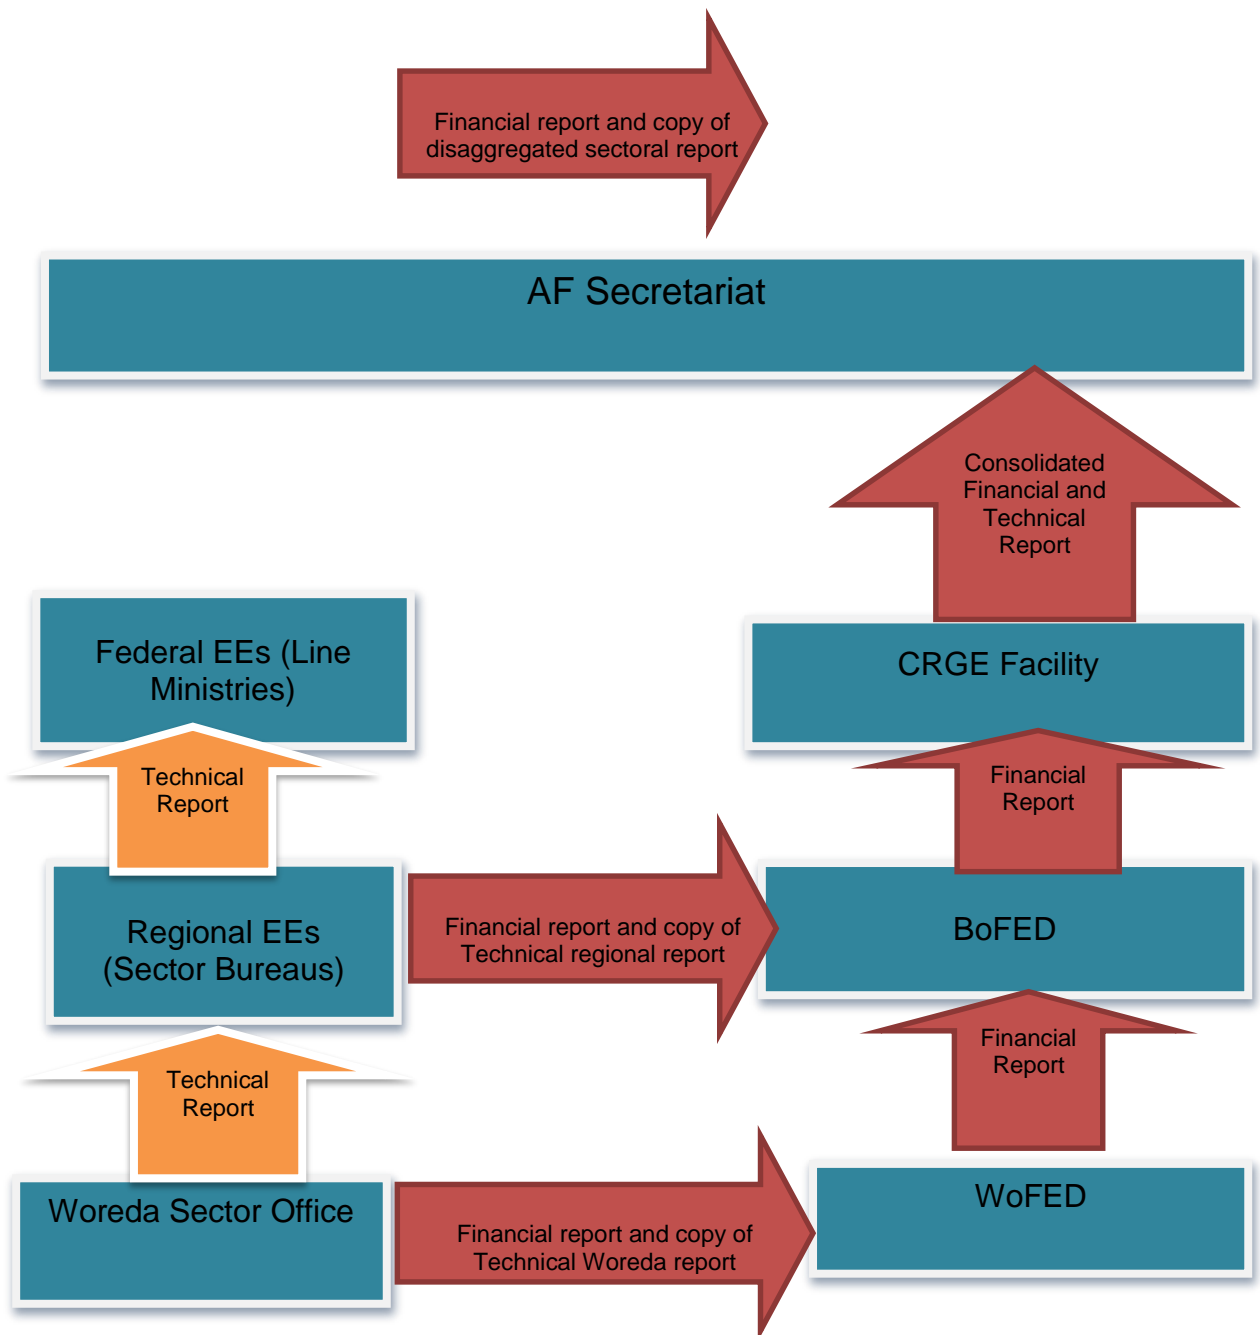 Financial report and copy of
disaggregated sectoral report
AF Secretariat
Consolidated
Financial and
Technical
Report
Federal EEs (Line
Ministries)
CRGE Facility
Technical
Report
Financial
Report
Regional EEs
(Sector Bureaus)
Financial report and copy of
Technical regional report
BoFED
Technical
Report
Financial
Report
Woreda Sector Office
Financial report and copy of
Technical Woreda report
WoFED